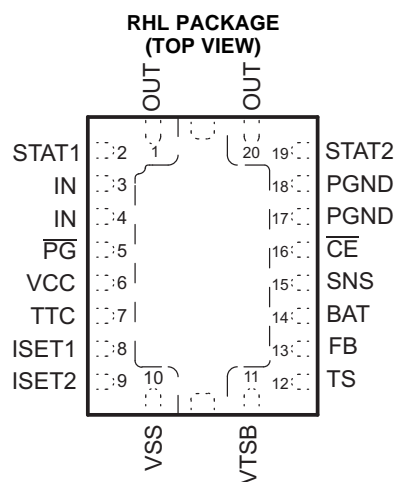 RHL PACKAGE
(TOP VIEW)
OUT
OUT
STAT1 2 1 20 19 STAT2
IN 3 18 PGND
IN 4 17 PGND
PG 5 16 CE
VCC 6 15 SNS
TTC 7 14 BAT
ISET1 8 13 FB
ISET2 9 10 11 12 TS
VSS
VTSB